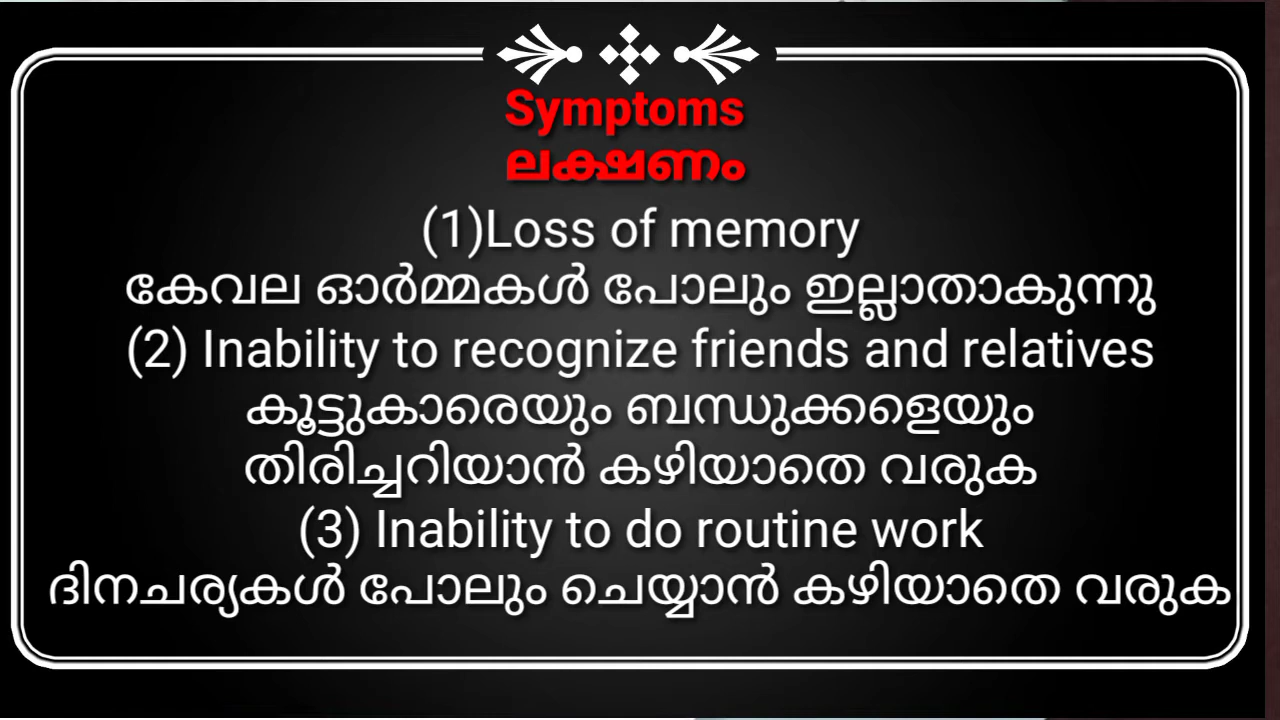 Symptoms
ലക്ഷണം
(1)Loss of memory
കേവല ഓർമ്മകൾ പോലും ഇല്ലാതാകുന്നു
(2) Inability to recognize friends and relatives
കൂട്ടുകാരെയും ബന്ധുക്കളെയും
തിരിച്ചറിയാൻ കഴിയാതെ വരുക
(3) Inability to do routine work
ദിനചര്യകൾ പോലും ചെയ്യാൻ കഴിയാതെ വരുക